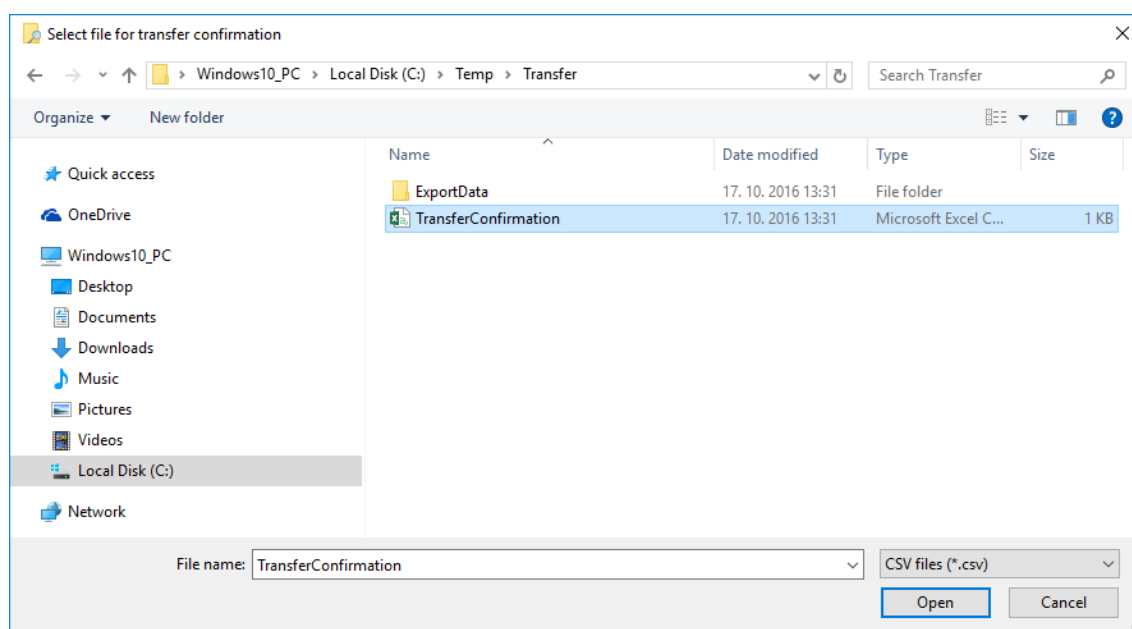 Select file for transfer confirmation
Windows10_PC > Local Disk (C:) > Temp > Transfer
Search Transfer
Organize New folder
Name Date modified Type Size
ExportData 17. 10. 2016 13:31 File folder
TransferConfirmation 17. 10. 2016 13:31 Microsoft Excel C... 1 KB
Quick access
OneDrive
Windows10_PC
Desktop
Documents
Downloads
Music
Pictures
Videos
Local Disk (C:)
Network
File name: TransferConfirmation CSV files (*.csv)
Open Cancel